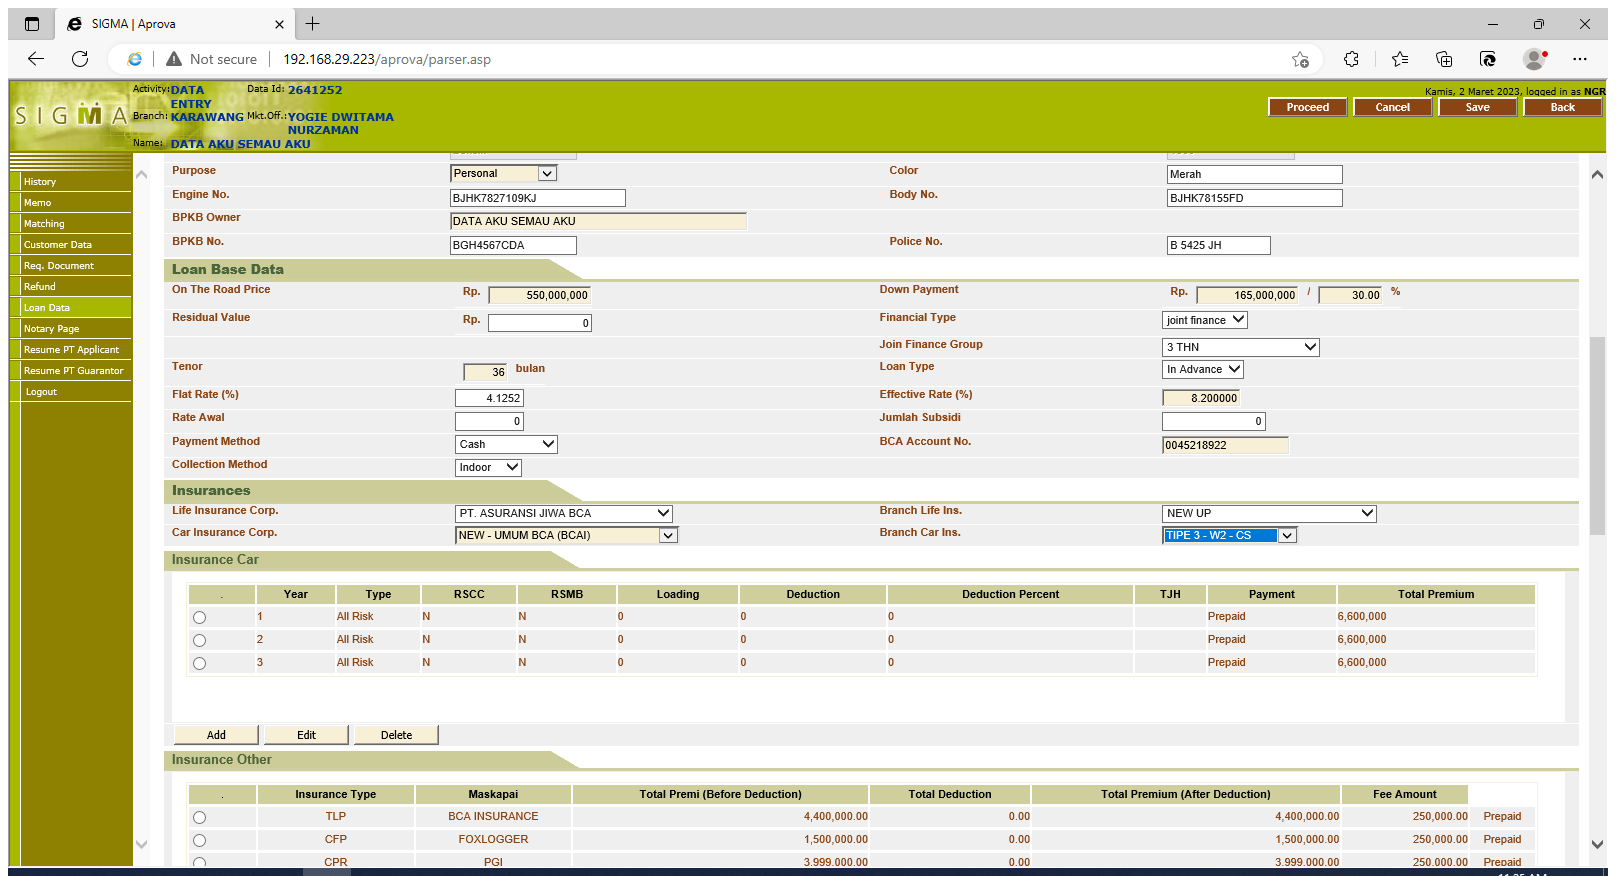 SIGMA | Aprova
Not secure 192.168.29.223/aprova/parser.asp
SIGMA
Activity: DATA ENTRY Data Id: 2641252
Branch: KARAWANG Mkt.Off.: YOGIE DWITAMA NURZAMAN
Name: DATA AKU SEMAU AKU
Kamis, 2 Maret 2023, logged in as NGR
Proceed Cancel Save Back
History
Memo
Matching
Customer Data
Req. Document
Refund
Loan Data
Notary Page
Resume PT Applicant
Resume PT Guarantor
Logout
Purpose Personal Color Merah
Engine No. BJHK7827109KJ Body No. BJHK78155FD
BPKB Owner DATA AKU SEMAU AKU
BPKB No. BGH4567CDA Police No. B 5425 JH
Loan Base Data
On The Road Price Rp. 550,000,000 Down Payment Rp. 165,000,000 / 30.00 %
Residual Value Rp. 0 Financial Type joint finance
Join Finance Group 3 THN
Tenor 36 bulan Loan Type In Advance
Flat Rate (%) 4.1252 Effective Rate (%) 8.200000
Rate Awal 0 Jumlah Subsidi 0
Payment Method Cash BCA Account No. 0045218922
Collection Method Indoor
Insurances
Life Insurance Corp. PT. ASURANSI JIWA BCA Branch Life Ins. NEW UP
Car Insurance Corp. NEW - UMUM BCA (BCAI) Branch Car Ins. TIPE 3 - W2 - CS
Insurance Car
. Year Type RSCC RSMB Loading Deduction Deduction Percent TJH Payment Total Premium
1 All Risk N N 0 0 0 Prepaid 6,600,000
2 All Risk N N 0 0 0 Prepaid 6,600,000
3 All Risk N N 0 0 0 Prepaid 6,600,000
Add Edit Delete
Insurance Other
. Insurance Type Maskapai Total Premi (Before Deduction) Total Deduction Total Premium (After Deduction) Fee Amount
TLP BCA INSURANCE 4,400,000.00 0.00 4,400,000.00 250,000.00 Prepaid
CFP FOXLOGGER 1,500,000.00 0.00 1,500,000.00 250,000.00 Prepaid
CPR PGI 3,999,000.00 0.00 3,999,000.00 250,000.00 Prepaid